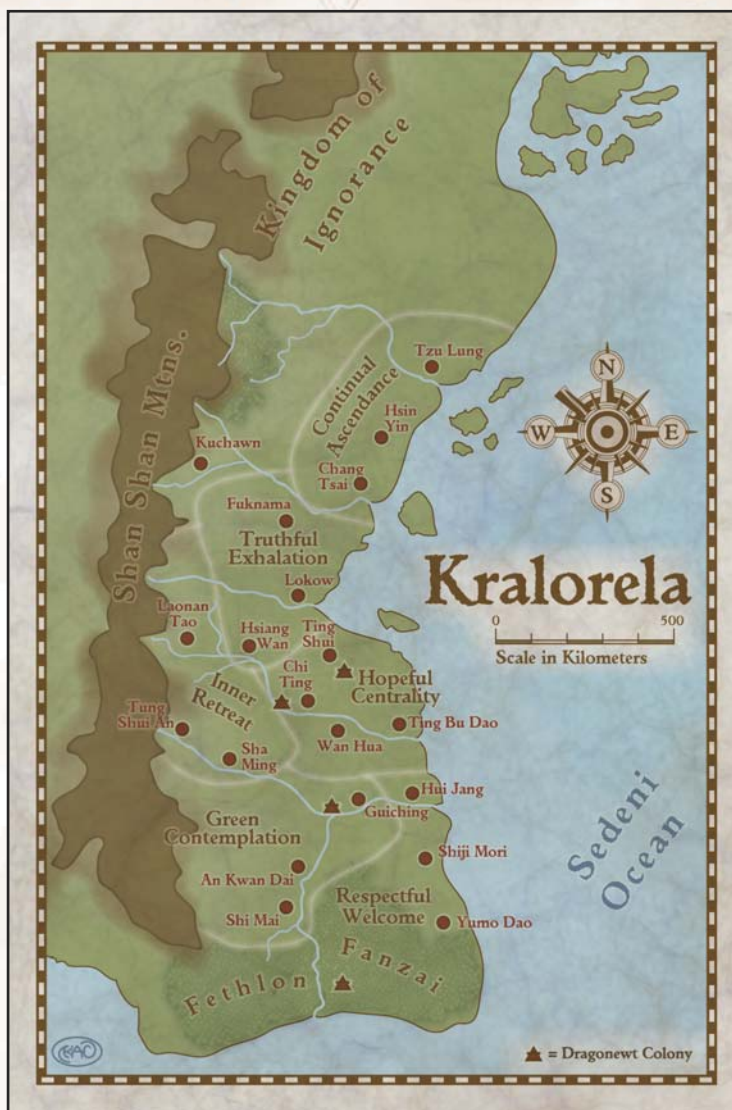 Kingdom of
Ignorance
Shan Shan Mtns.
Tzu Lung
Continual
Ascendance
Hsin
Yin
Kuchawn
Chang
Tsai
Fuknama
Truthful
Exhalation
N
W
E
S
Kralorela
0
500
Scale in Kilometers
Lokow
Laonan
Tao
Hsiang
Wan
Ting
Shui
Chi
Ting
Hopeful
Centrality
Inner
Retreat
Tung
Shui An
Ting Bu Dao
Sha
Ming
Wan Hua
Hui Jang
Guiching
Green
Contemplation
Sedeni
Ocean
Shiji Mori
An Kwan Dai
Respectful
Welcome
Shi Mai
Yumo Dao
Fethlon
Fanzai
= Dragonewt Colony